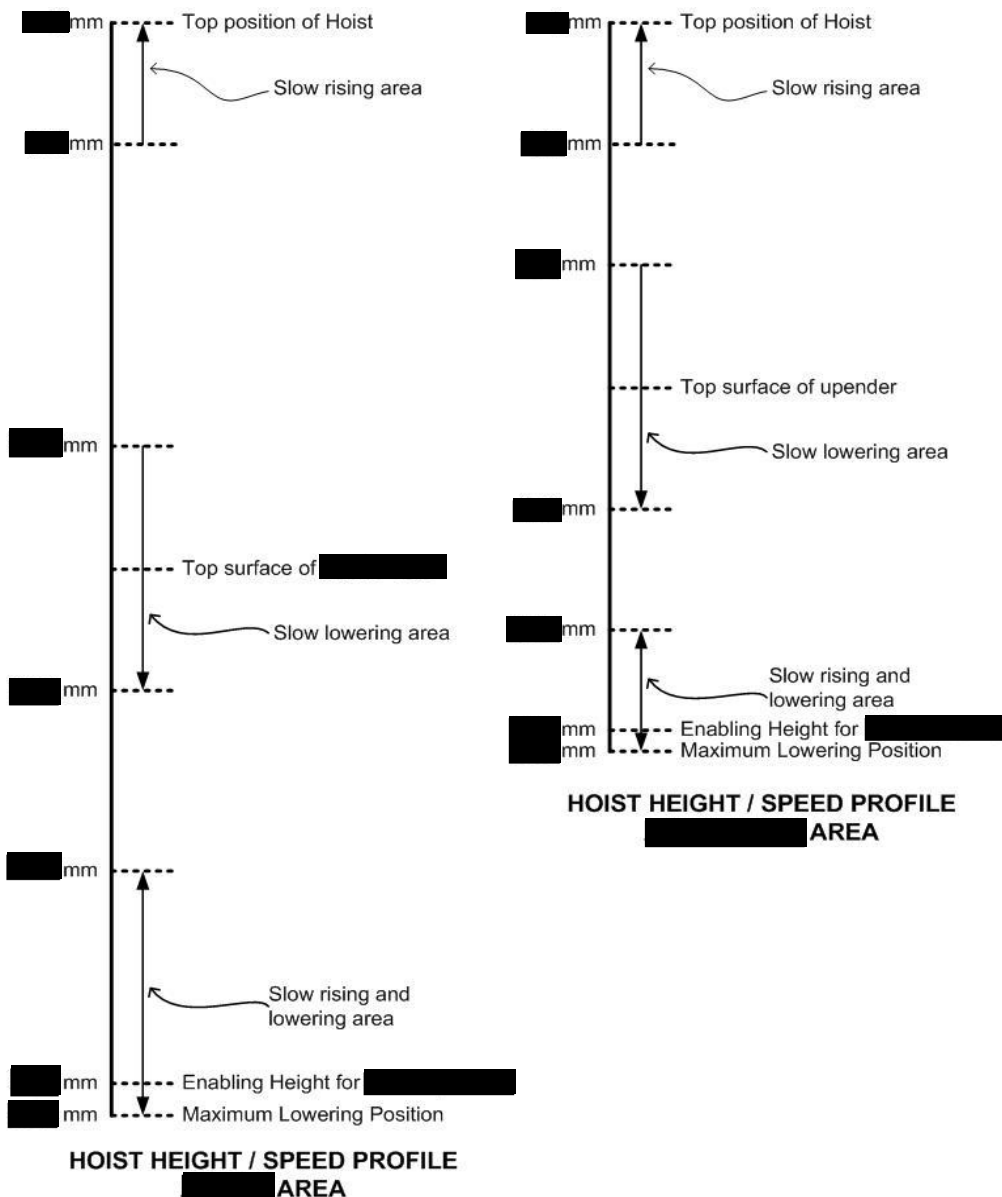 mm Top position of Hoist
Slow rising area
mm
mm
Top surface of
Slow lowering area
mm
mm
Slow rising and
lowering area
mm Enabling Height for
mm Maximum Lowering Position
HOIST HEIGHT / SPEED PROFILE
AREA
mm Top position of Hoist
Slow rising area
mm
mm
Top surface of upender
Slow lowering area
mm
mm
Slow rising and
lowering area
mm Enabling Height for
mm Maximum Lowering Position
HOIST HEIGHT / SPEED PROFILE
AREA